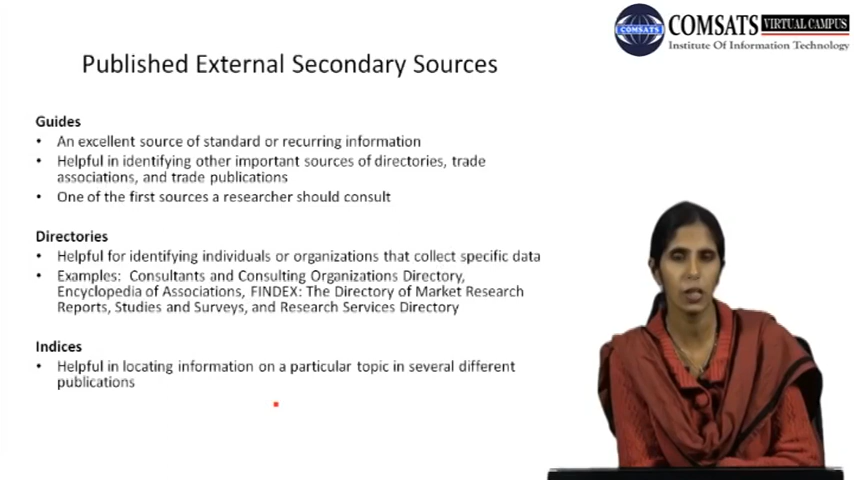 COMSATS VIRTUAL CAMPUS
COMSATS
Institute Of Information Technology
Published External Secondary Sources
Guides
• An excellent source of standard or recurring information
• Helpful in identifying other important sources of directories, trade
associations, and trade publications
• One of the first sources a researcher should consult
Directories
• Helpful for identifying individuals or organizations that collect specific data
• Examples: Consultants and Consulting Organizations Directory,
Encyclopedia of Associations, FINDEX: The Directory of Market Research
Reports, Studies and Surveys, and Research Services Directory
Indices
• Helpful in locating information on a particular topic in several different
publications